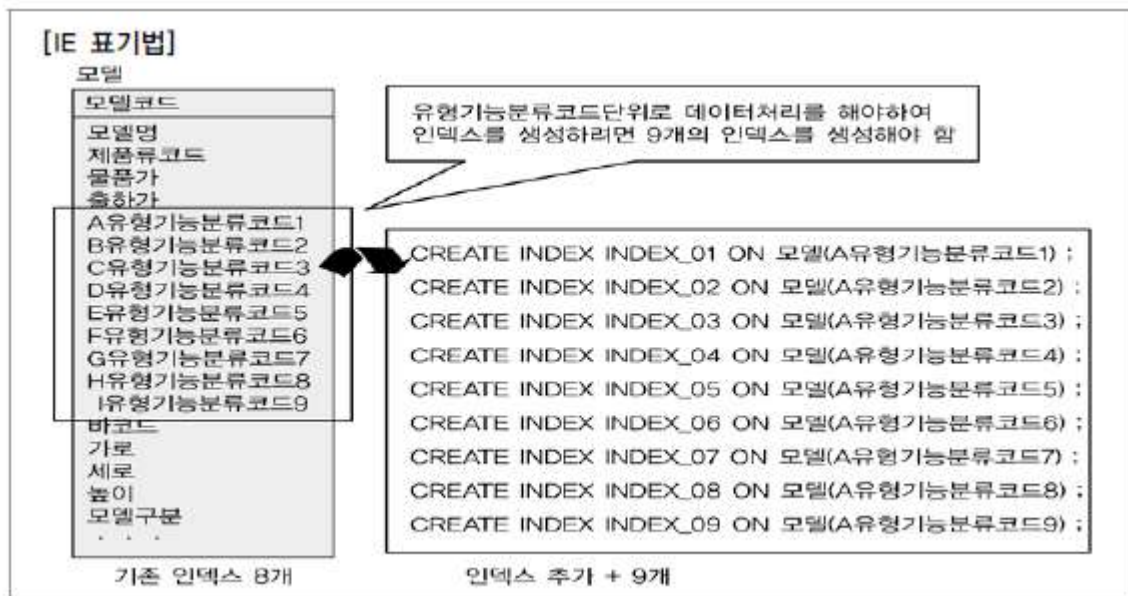 [IE 표기법]
모델
모델코드
모델명
제품류코드
물품가
출하가
A유형기능분류코드1
B유형기능분류코드2
C유형기능분류코드3
D유형기능분류코드4
E유형기능분류코드5
F유형기능분류코드6
G유형기능분류코드7
H유형기능분류코드8
I유형기능분류코드9
바코드
가로
세로
높이
모델구분
. . .
기존 인덱스 8개
유형기능분류코드단위로 데이터처리를 해야하여
인덱스를 생성하려면 9개의 인덱스를 생성해야 함
CREATE INDEX INDEX_01 ON 모델(A유형기능분류코드1) ;
CREATE INDEX INDEX_02 ON 모델(A유형기능분류코드2) ;
CREATE INDEX INDEX_03 ON 모델(A유형기능분류코드3) ;
CREATE INDEX INDEX_04 ON 모델(A유형기능분류코드4) ;
CREATE INDEX INDEX_05 ON 모델(A유형기능분류코드5) ;
CREATE INDEX INDEX_06 ON 모델(A유형기능분류코드6) ;
CREATE INDEX INDEX_07 ON 모델(A유형기능분류코드7) ;
CREATE INDEX INDEX_08 ON 모델(A유형기능분류코드8) ;
CREATE INDEX INDEX_09 ON 모델(A유형기능분류코드9) ;
인덱스 추가 + 9개